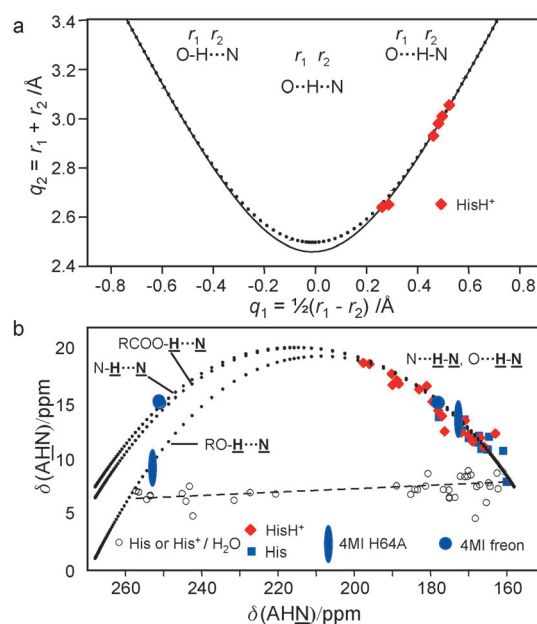 a
r₁ r₂
O-H···N
r₁ r₂
O··H··N
r₁ r₂
O···H-N
q₂ = r₁ + r₂ /Å
3.4
3.2
3.0
2.8
2.6
2.4
HisH⁺
-0.8 -0.6 -0.4 -0.2 0.0 0.2 0.4 0.6 0.8
q₁ = ½(r₁ - r₂) /Å
b
δ(AHN)/ppm
20
15
10
5
0
RCOO-H···N
N-H···N
RO-H···N
N···H-N, O···H-N
HisH⁺
His or His⁺ / H₂O
His
4MI H64A
4MI freon
260 240 220 200 180 160
δ(AHN)/ppm